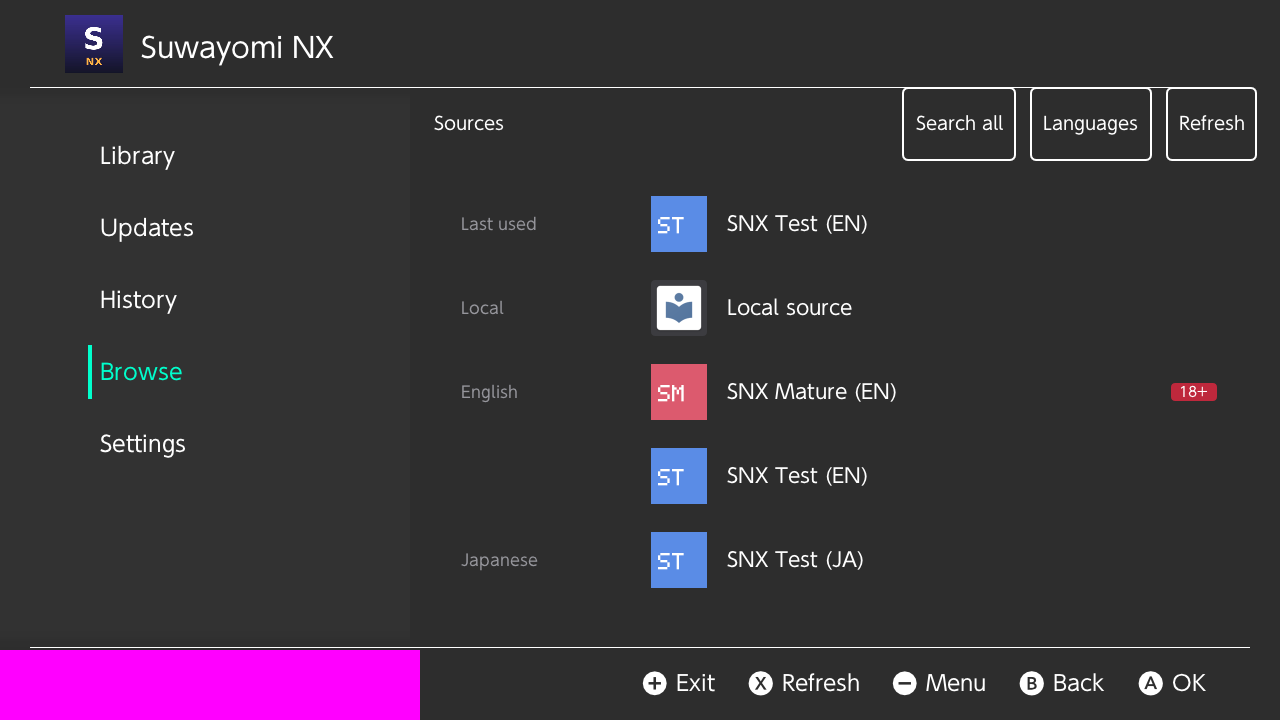 S
NX
Suwayomi NX
Library
Updates
History
Browse
Settings
Sources
Search all
Languages
Refresh
Last used
ST
SNX Test (EN)
Local
Local source
English
SM
SNX Mature (EN)
18+
ST
SNX Test (EN)
Japanese
ST
SNX Test (JA)
+ Exit
X Refresh
− Menu
B Back
A OK